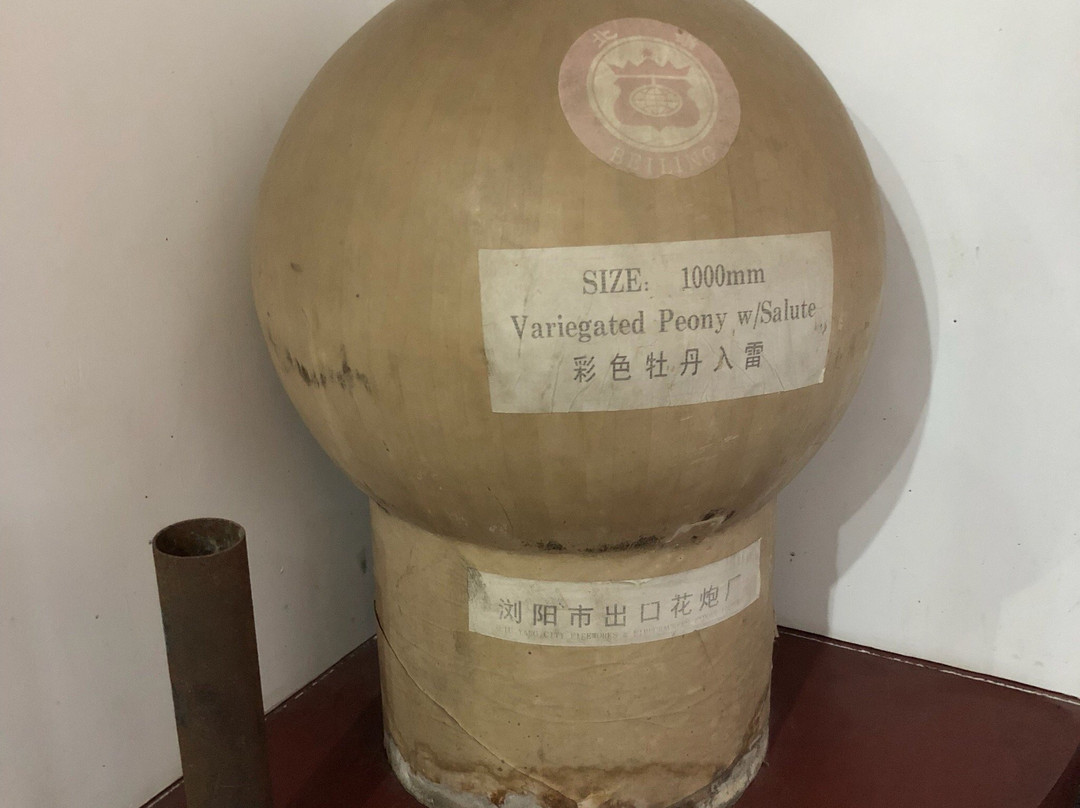 BEILING
SIZE: 1000mm
Variegated Peony w/Salute
彩色牡丹入雷
浏阳市出口花炮厂